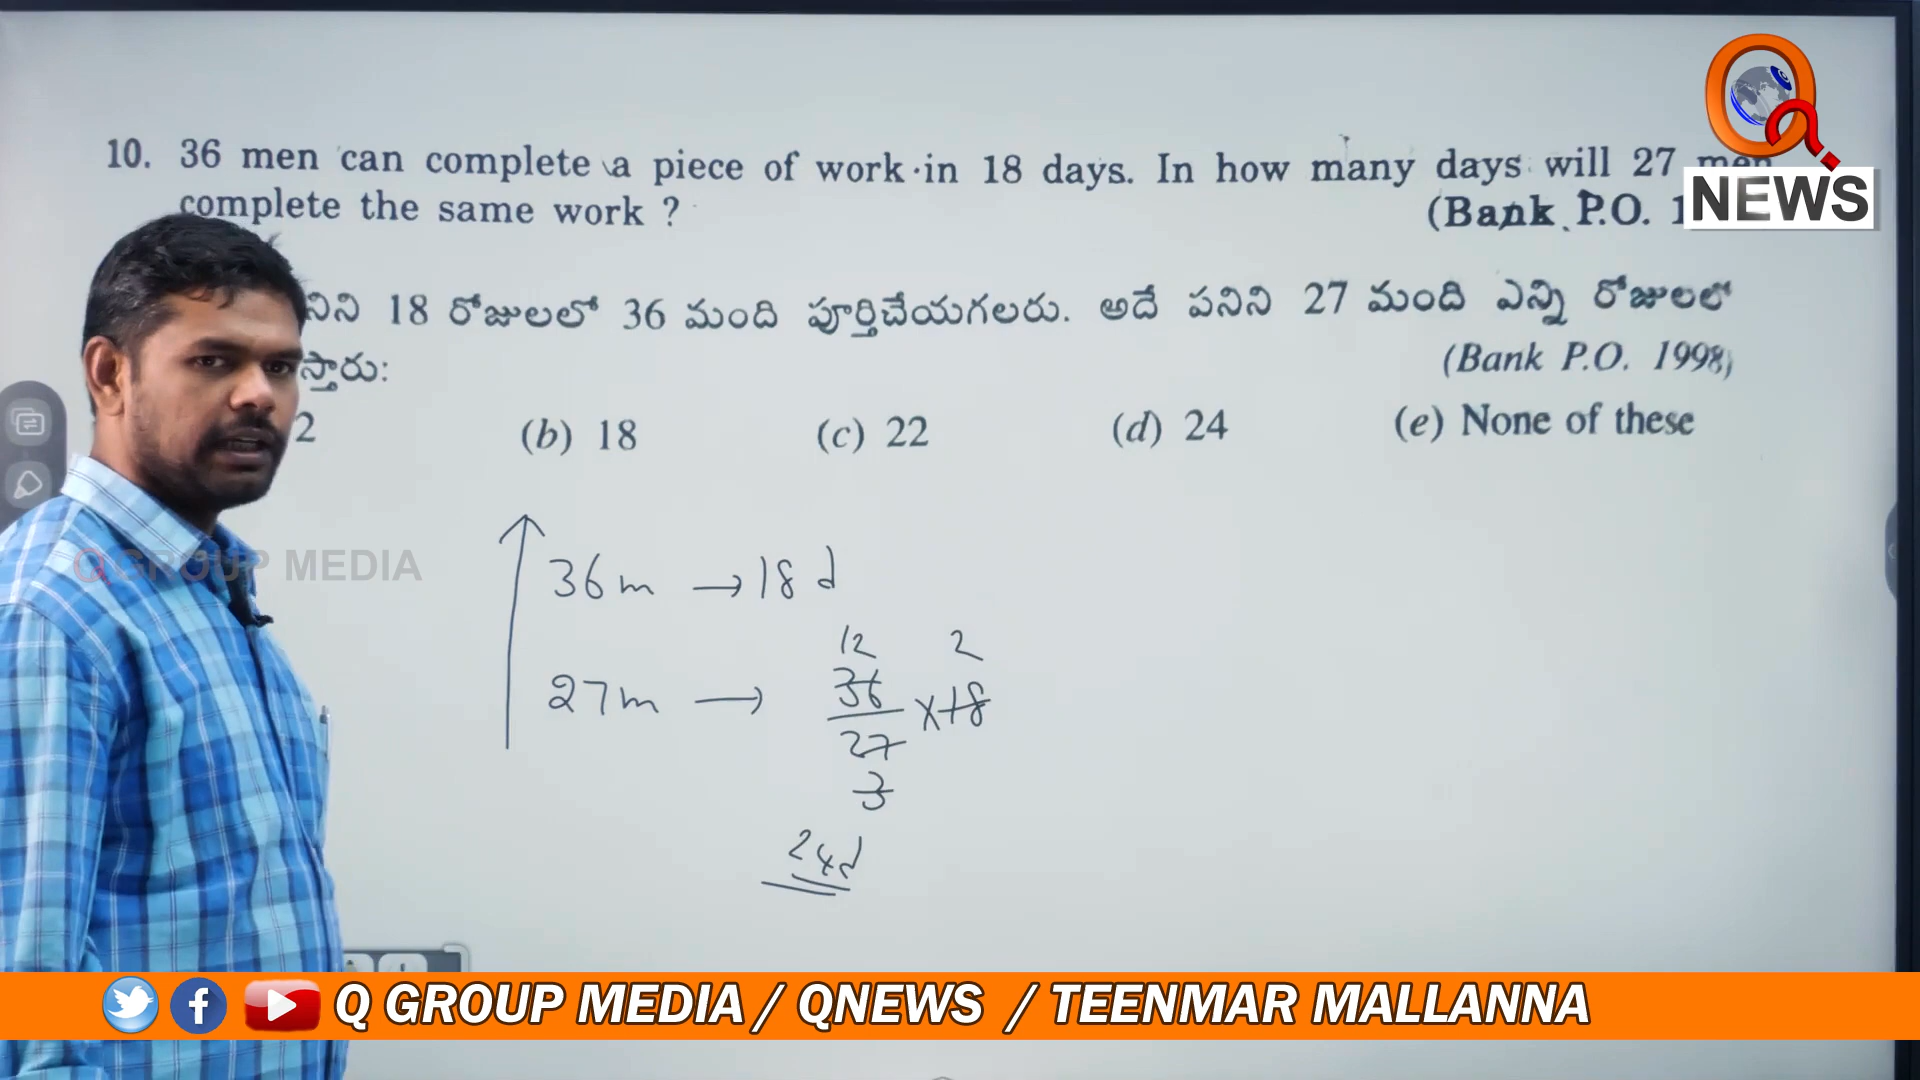 10. 36 men can complete a piece of work in 18 days. In how many days will 27 men
complete the same work ?
(Bank P.O. 1
నిని 18 రోజులలో 36 మంది పూర్తిచేయగలరు. అదే పనిని 27 మంది ఎన్ని రోజులలో
స్తారు:
(Bank P.O. 1998)
2 (b) 18 (c) 22 (d) 24 (e) None of these
36m → 18 d
12 2
27m → 36/27 x 18
3
24d
Q GROUP MEDIA
Q
NEWS
Q GROUP MEDIA / QNEWS / TEENMAR MALLANNA